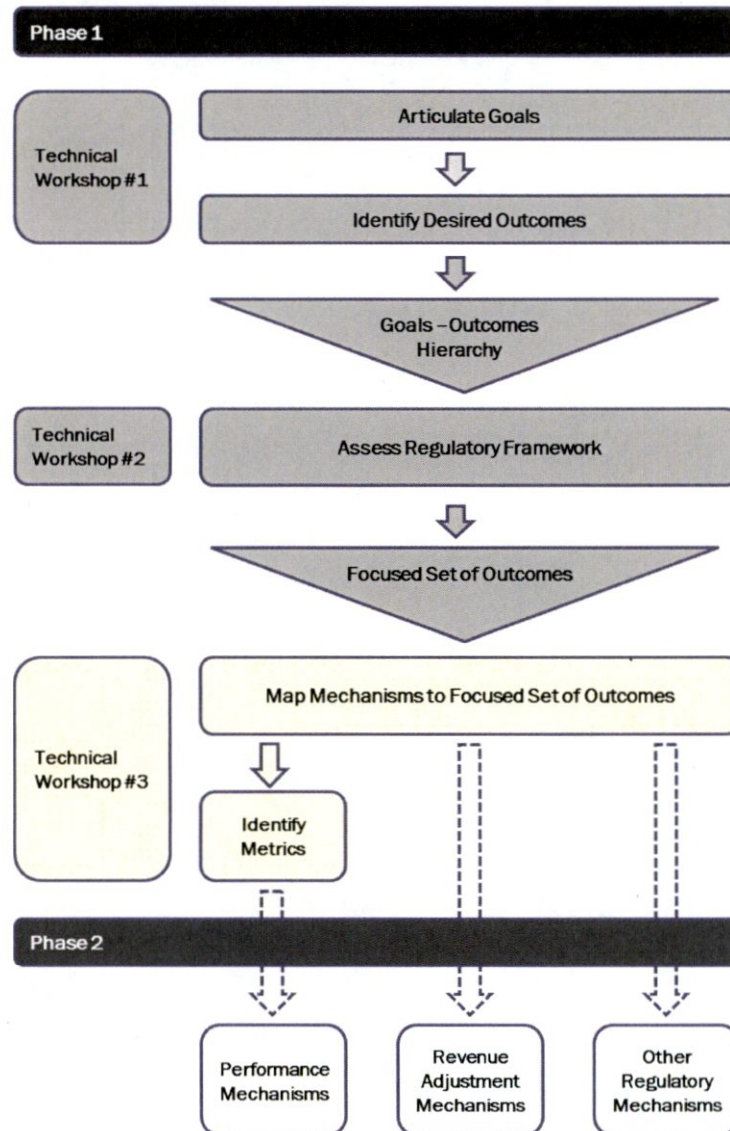 Phase 1
Technical
Workshop #1
Articulate Goals
Identify Desired Outcomes
Goals – Outcomes
Hierarchy
Technical
Workshop #2
Assess Regulatory Framework
Focused Set of Outcomes
Technical
Workshop #3
Map Mechanisms to Focused Set of Outcomes
Identify
Metrics
Phase 2
Performance
Mechanisms
Revenue
Adjustment
Mechanisms
Other
Regulatory
Mechanisms